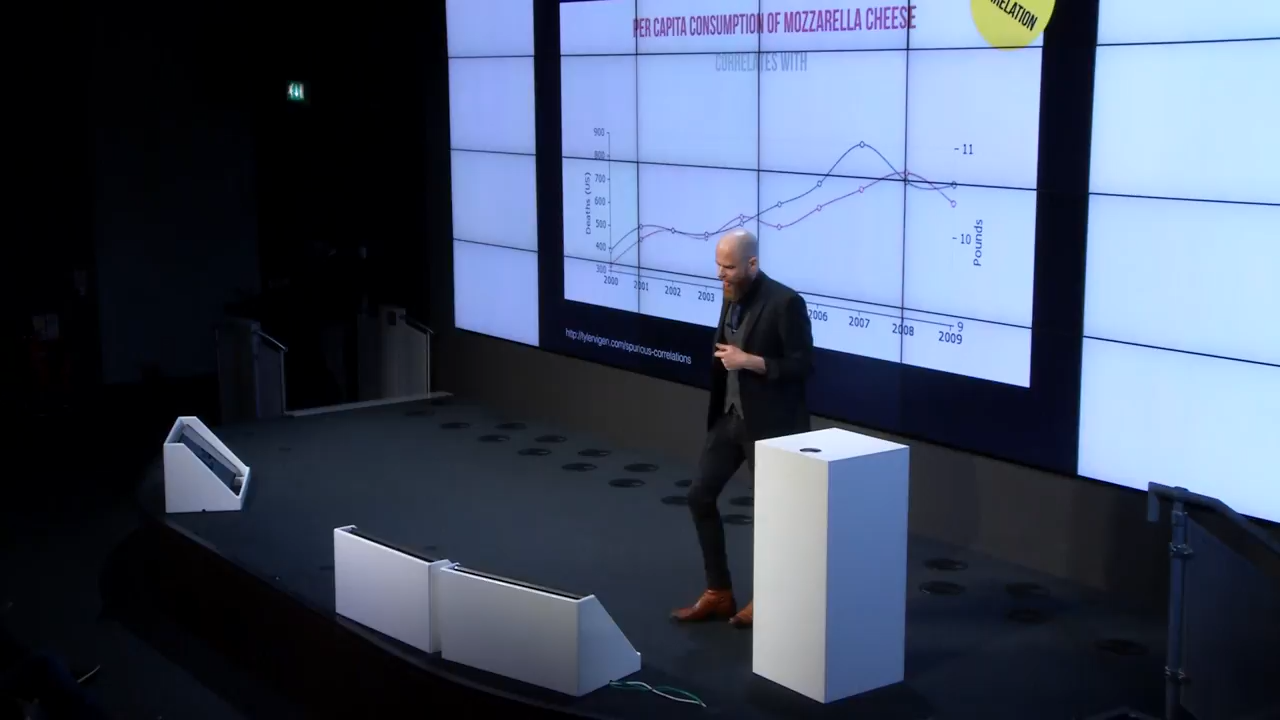 PER CAPITA CONSUMPTION OF MOZZARELLA CHEESE
CORRELATES WITH
Deaths (US)
900
800
700
600
500
400
300
2000 2001 2002 2003 2006 2007 2008 2009
11
10
9
Pounds
http://tylervigen.com/spurious-correlations